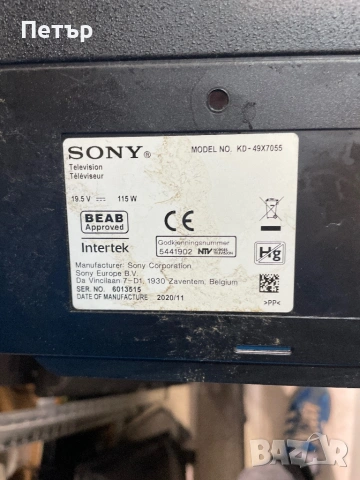 Петър
SONY®
MODEL NO. KD-49X7055
Television
Téléviseur
19.5 V ⎓ 115 W
BEAB
Approved
CE
Intertek
Godkjenningsnummer
5441902 NTV
Hg
Manufacturer: Sony Corporation
Sony Europe B.V.
Da Vincilaan 7-D1, 1930 Zaventem, Belgium
SER. NO. 6013515
DATE OF MANUFACTURE 2020/11
>PP<
BAZAR